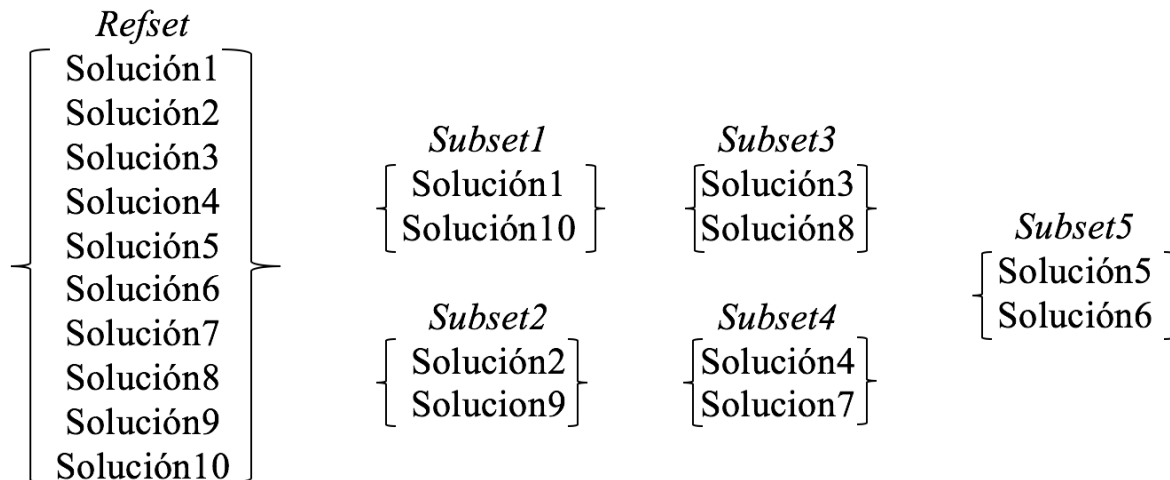 Refset
Solución1
Solución2
Solución3
Solucion4
Solución5
Solución6
Solución7
Solución8
Solución9
Solución10
Subset1
Solución1
Solución10
Subset2
Solución2
Solucion9
Subset3
Solución3
Solución8
Subset4
Solución4
Solucion7
Subset5
Solución5
Solución6